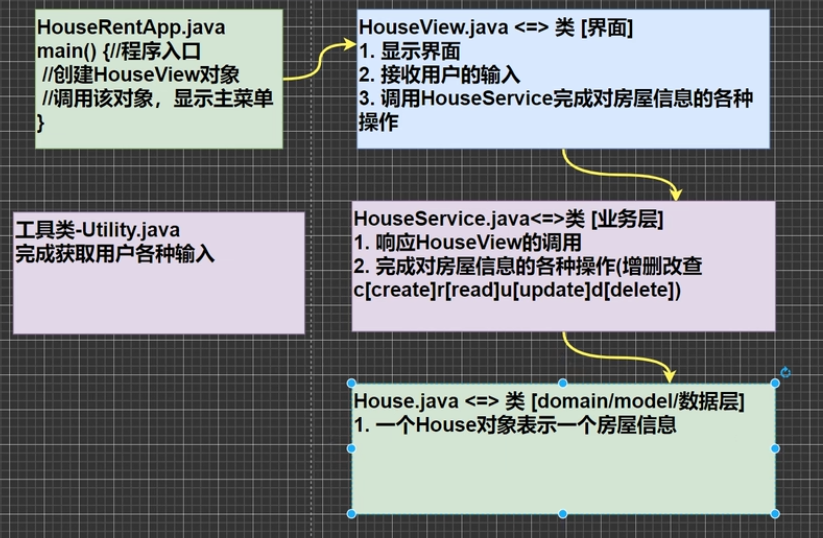 HouseRentApp.java
main() {//程序入口
//创建HouseView对象
//调用该对象，显示主菜单
}
HouseView.java <=> 类 [界面]
1. 显示界面
2. 接收用户的输入
3. 调用HouseService完成对房屋信息的各种
操作
工具类-Utility.java
完成获取用户各种输入
HouseService.java<=>类 [业务层]
1. 响应HouseView的调用
2. 完成对房屋信息的各种操作(增删改查
c[create]r[read]u[update]d[delete])
House.java <=> 类 [domain/model/数据层]
1. 一个House对象表示一个房屋信息